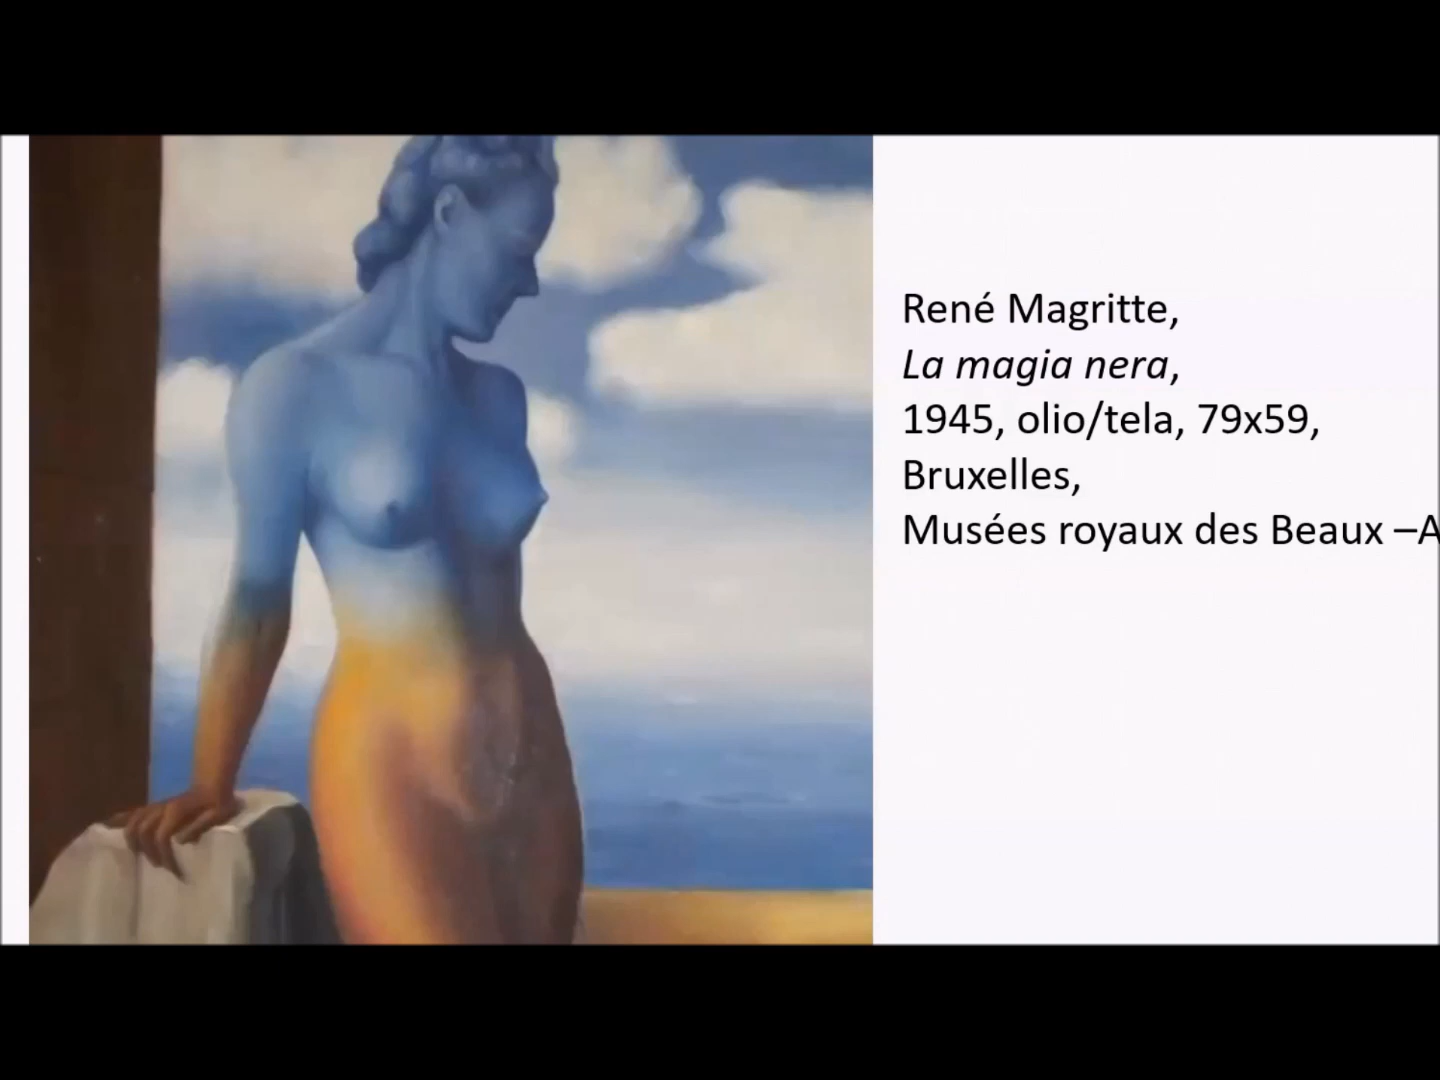 René Magritte,
La magia nera,
1945, olio/tela, 79x59,
Bruxelles,
Musées royaux des Beaux –A